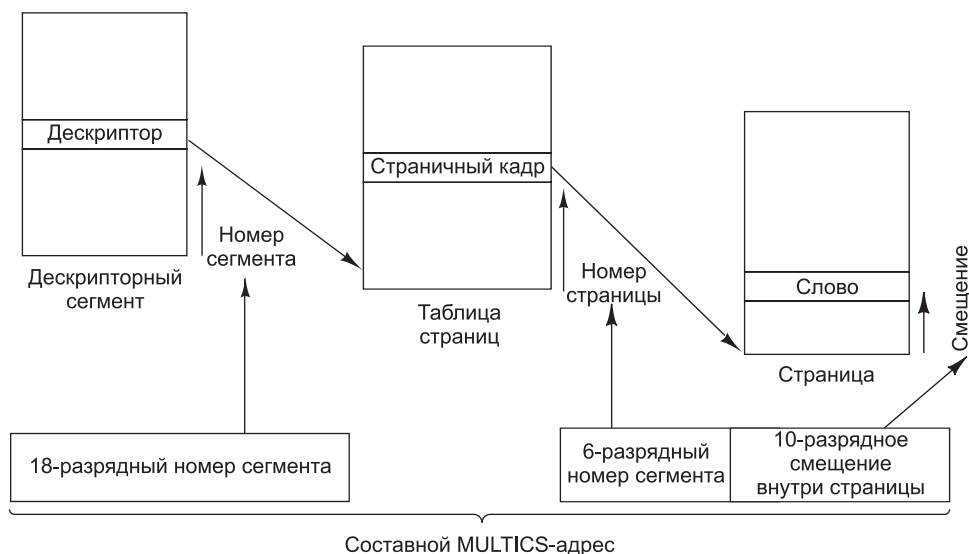 Дескриптор
Номер
сегмента
Дескрипторный
сегмент
Страничный кадр
Номер
страницы
Таблица
страниц
Слово
Смещение
Страница
18-разрядный номер сегмента
6-разрядный
номер сегмента
10-разрядное
смещение
внутри страницы
Составной MULTICS-адрес